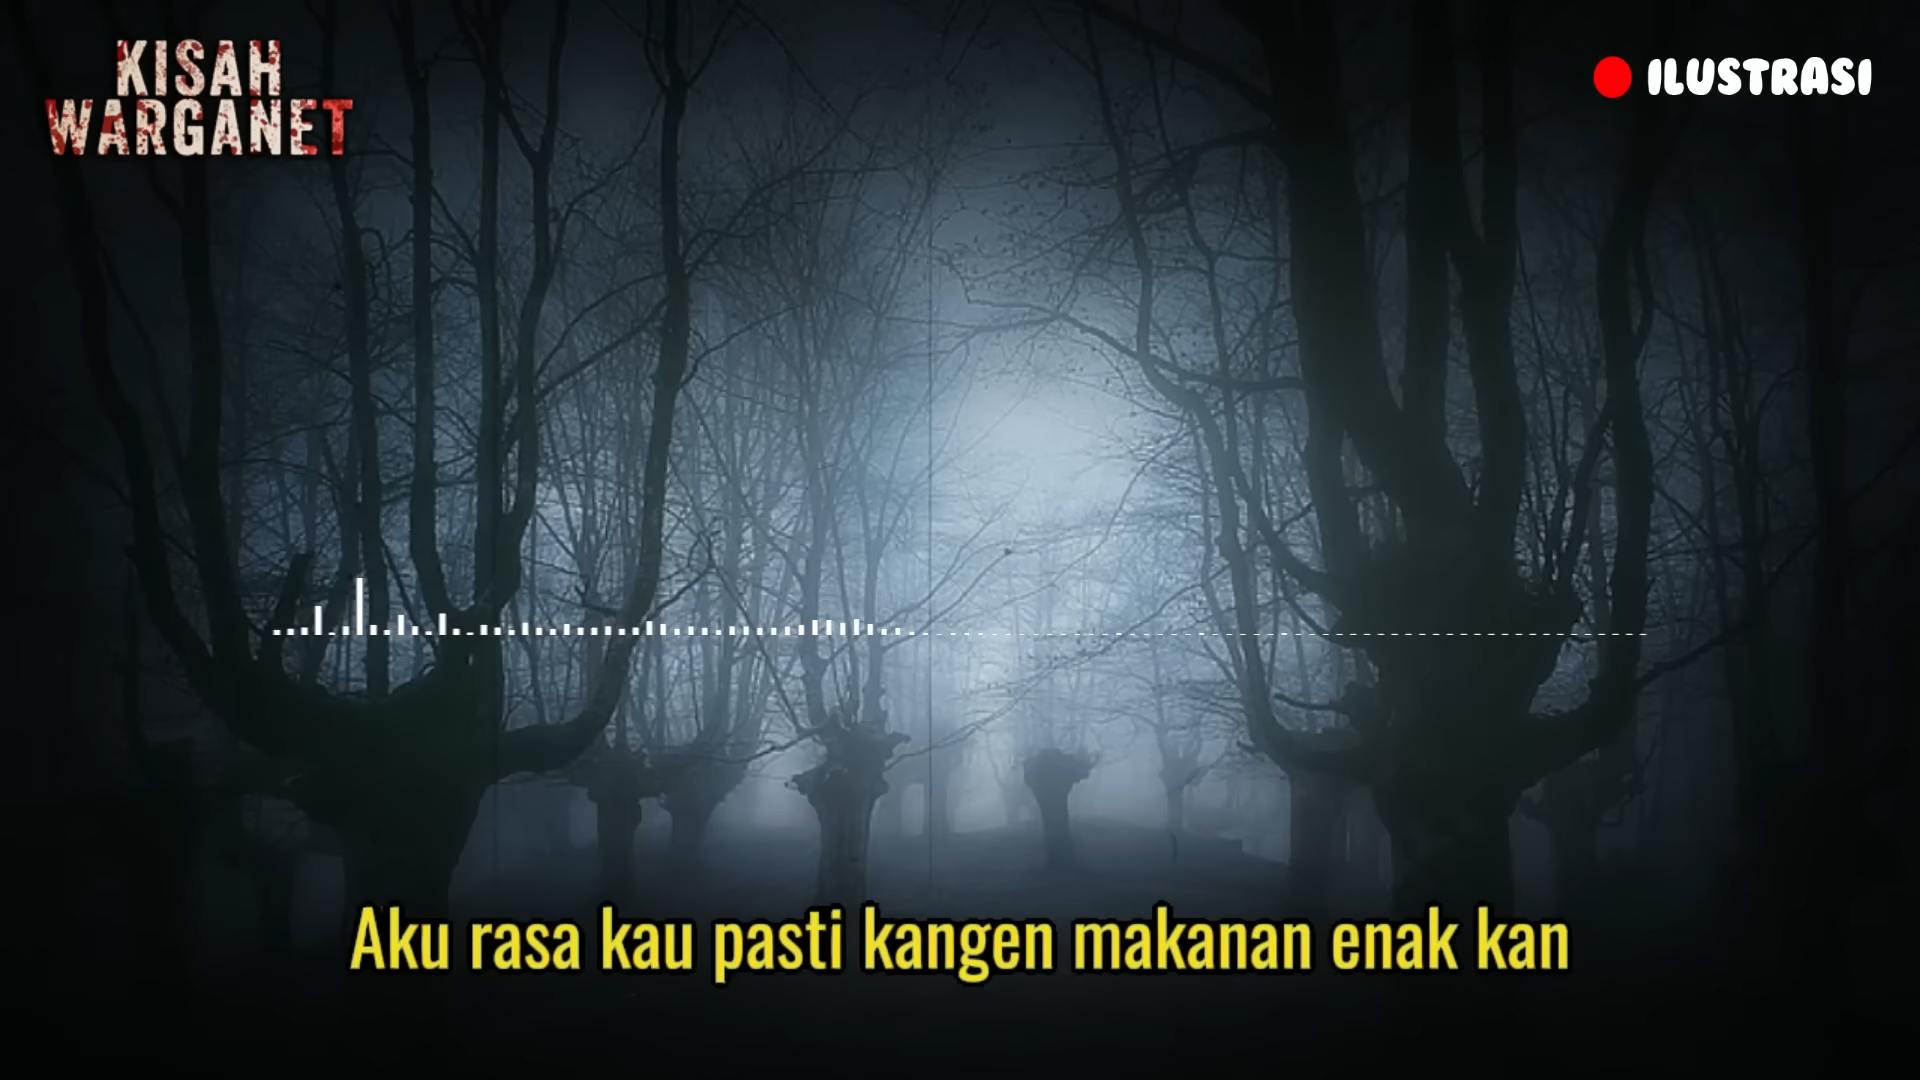 KISAH
WARGANET
ILUSTRASI
Aku rasa kau pasti kangen makanan enak kan